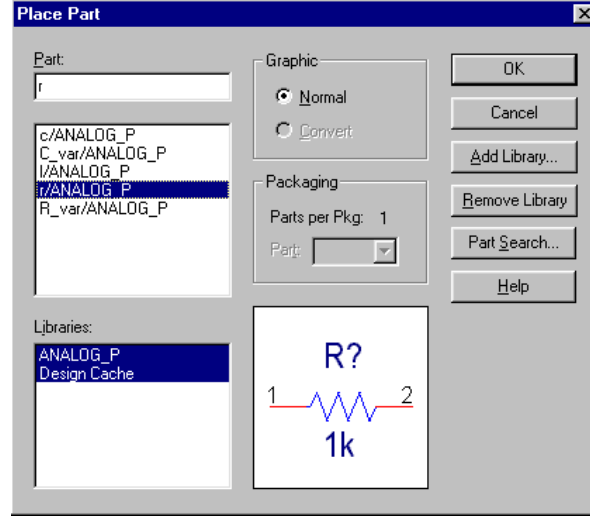 Place Part
Part:
r
c/ANALOG_P
C_var/ANALOG_P
l/ANALOG_P
r/ANALOG_P
R_var/ANALOG_P
Libraries:
ANALOG_P
Design Cache
Graphic
Normal
Convert
Packaging
Parts per Pkg: 1
Part:
R?
1 2
1k
OK
Cancel
Add Library...
Remove Library
Part Search...
Help